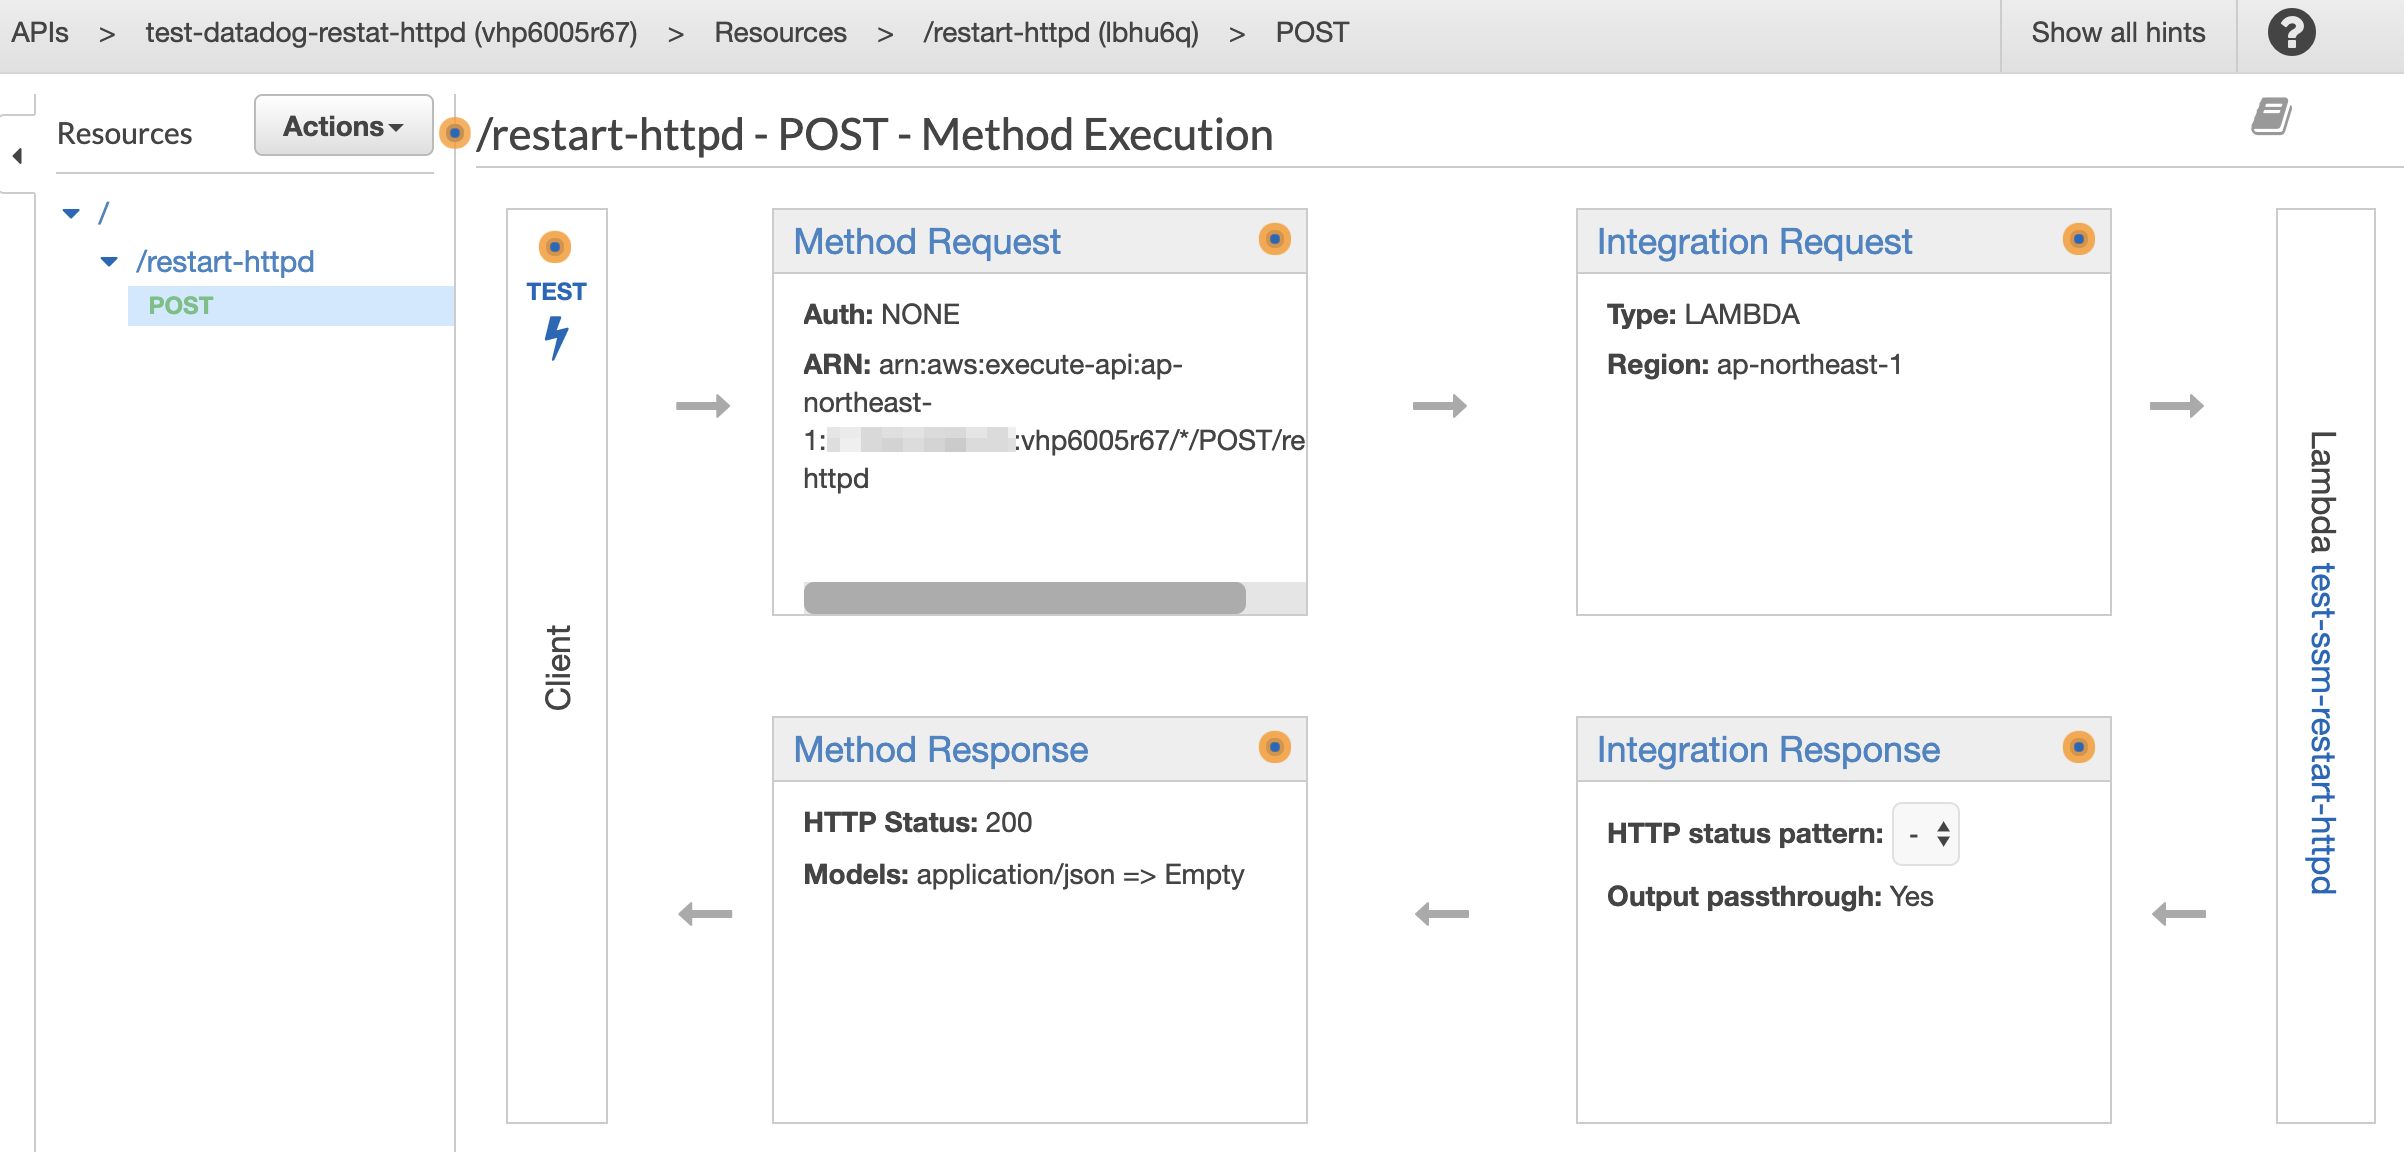 APIs > test-datadog-restat-httpd (vhp6005r67) > Resources > /restart-httpd (lbhu6q) > POST
Show all hints
?
Resources
Actions
/
/restart-httpd
POST
/restart-httpd - POST - Method Execution
TEST
Client
Method Request
Auth: NONE
ARN: arn:aws:execute-api:ap-
northeast-
1: :vhp6005r67/*/POST/re
httpd
Integration Request
Type: LAMBDA
Region: ap-northeast-1
Lambda test-ssm-restart-httpd
Method Response
HTTP Status: 200
Models: application/json => Empty
Integration Response
HTTP status pattern: -
Output passthrough: Yes